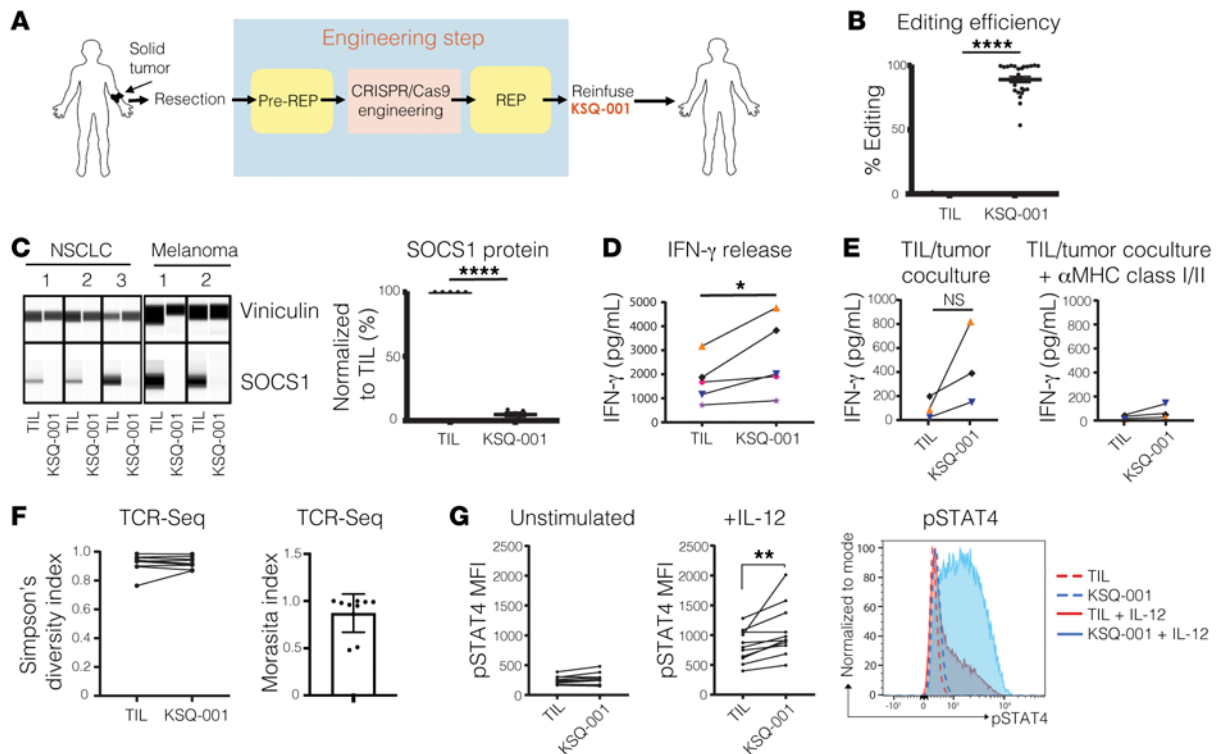 A
Solid
tumor
Resection
Engineering step
Pre-REP
CRISPR/Cas9
engineering
REP
Reinfuse
KSQ-001
B
Editing efficiency
****
% Editing
100
50
0
TIL
KSQ-001
C
NSCLC
Melanoma
1
2
3
1
2
Viniculin
SOCS1
TIL
KSQ-001
TIL
KSQ-001
TIL
KSQ-001
TIL
KSQ-001
TIL
KSQ-001
SOCS1 protein
****
Normalized
to TIL (%)
100
50
0
TIL
KSQ-001
D
IFN-γ release
*
IFN-γ (pg/mL)
5000
4000
3000
2000
1000
0
TIL
KSQ-001
E
TIL/tumor
coculture
NS
IFN-γ (pg/mL)
1000
800
600
400
200
0
TIL
KSQ-001
TIL/tumor coculture
+ αMHC class I/II
IFN-γ (pg/mL)
1000
800
600
400
200
0
TIL
KSQ-001
F
TCR-Seq
Simpson's
diversity index
1.0
0.8
0.6
0.4
0.2
0.0
TIL
KSQ-001
TCR-Seq
Morasita index
1.5
1.0
0.5
0.0
G
Unstimulated
pSTAT4 MFI
2500
2000
1500
1000
500
0
TIL
KSQ-001
+IL-12
**
pSTAT4 MFI
2500
2000
1500
1000
500
0
TIL
KSQ-001
pSTAT4
Normalized to mode
100
80
60
40
20
0
-10¹
10¹
pSTAT4
TIL
KSQ-001
TIL + IL-12
KSQ-001 + IL-12